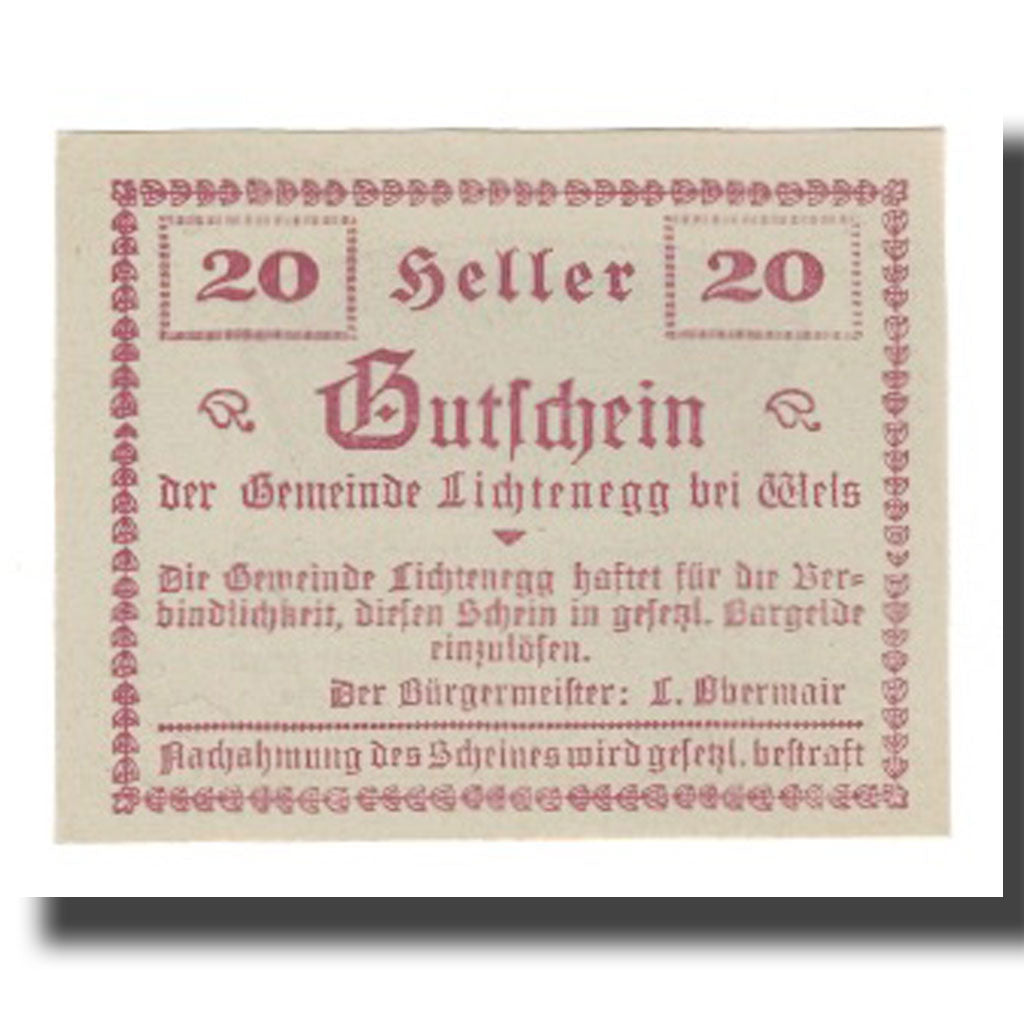 20 Heller 20
Gutschein
der Gemeinde Lichtenegg bei Wels
Die Gemeinde Lichtenegg haftet für die Ver-
bindlichkeit, diesen Schein in gesetzl. Bargelde
einzulösen.
Der Bürgermeister: L. Obermair
Nachahmung des Scheines wird gesetzl. bestraft